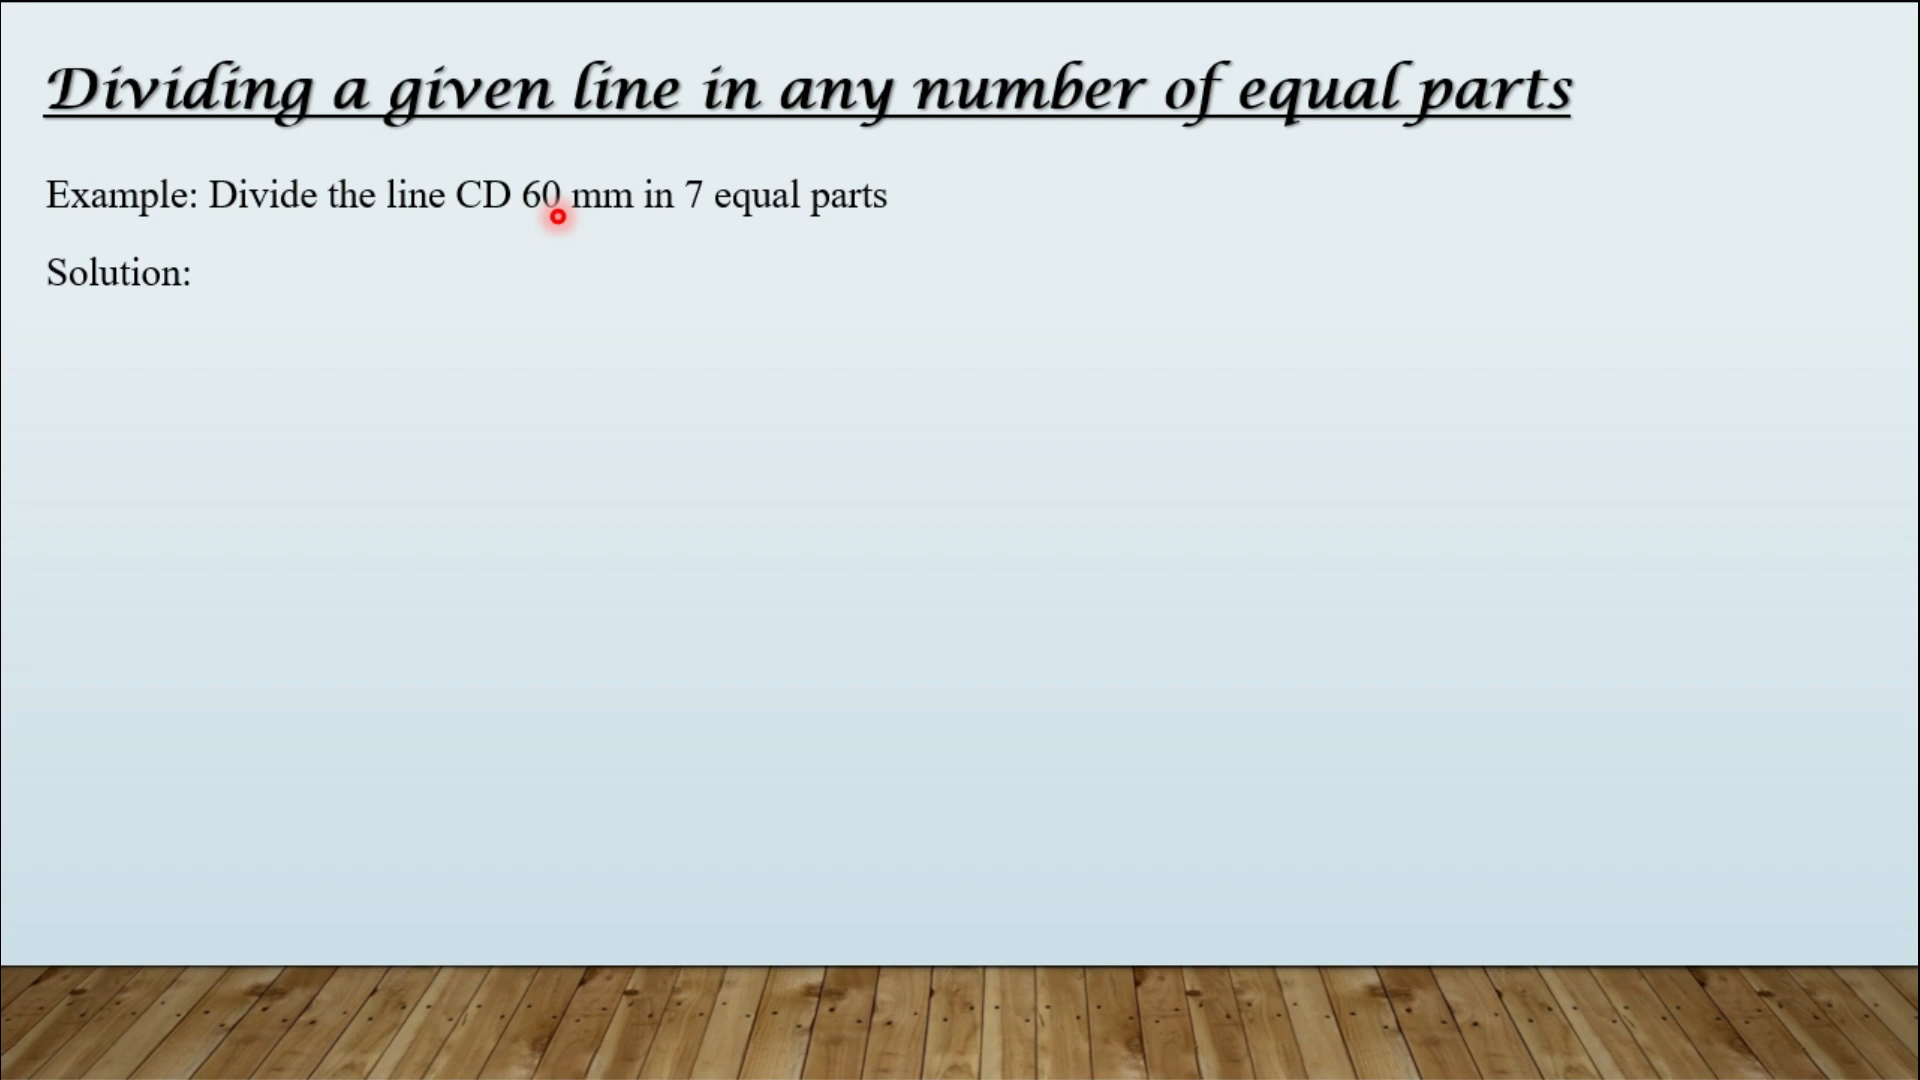 Dividing a given line in any number of equal parts
Example: Divide the line CD 60 mm in 7 equal parts
Solution: